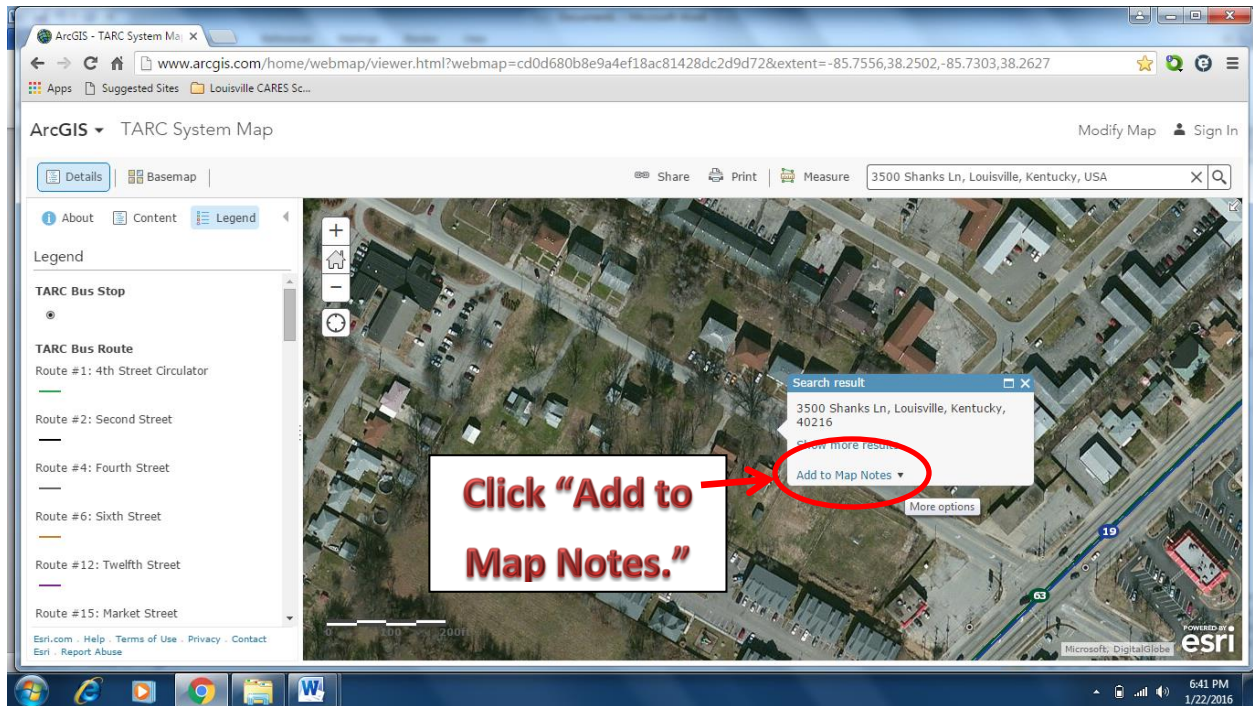 ArcGIS - TARC System Ma
www.arcgis.com/home/webmap/viewer.html?webmap=cd0d680b8e9a4ef18ac81428dc2d9d72&extent=-85.7556,38.2502,-85.7303,38.2627
Apps Suggested Sites Louisville CARES Sc...
ArcGIS TARC System Map
Modify Map Sign In
Details Basemap
Share Print Measure 3500 Shanks Ln, Louisville, Kentucky, USA
About Content Legend
Legend
TARC Bus Stop
TARC Bus Route
Route #1: 4th Street Circulator
Route #2: Second Street
Route #4: Fourth Street
Route #6: Sixth Street
Route #12: Twelfth Street
Route #15: Market Street
Esri.com . Help . Terms of Use . Privacy . Contact
Esri . Report Abuse
Search result
3500 Shanks Ln, Louisville, Kentucky,
40216
Show more results
Add to Map Notes
More options
Click “Add to
Map Notes.”
19
63
0 100 200ft
Microsoft, DigitalGlobe
POWERED BY
esri
6:41 PM
1/22/2016